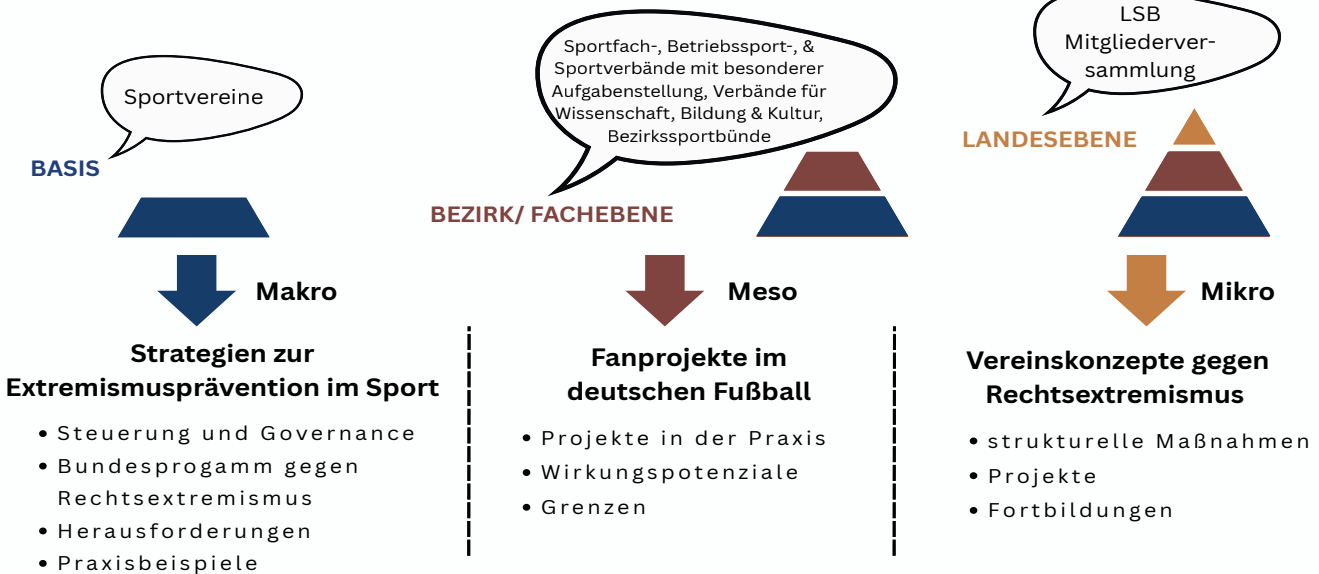 Sportvereine
BASIS
Makro
Strategien zur
Extremismusprävention im Sport
• Steuerung und Governance
• Bundesprogamm gegen
Rechtsextremismus
• Herausforderungen
• Praxisbeispiele
Sportfach-, Betriebssport-, &
Sportverbände mit besonderer
Aufgabenstellung, Verbände für
Wissenschaft, Bildung & Kultur,
Bezirkssportbünde
BEZIRK/ FACHEBENE
Meso
Fanprojekte im
deutschen Fußball
• Projekte in der Praxis
• Wirkungspotenziale
• Grenzen
LSB
Mitgliederver-
sammlung
LANDESEBENE
Mikro
Vereinskonzepte gegen
Rechtsextremismus
• strukturelle Maßnahmen
• Projekte
• Fortbildungen